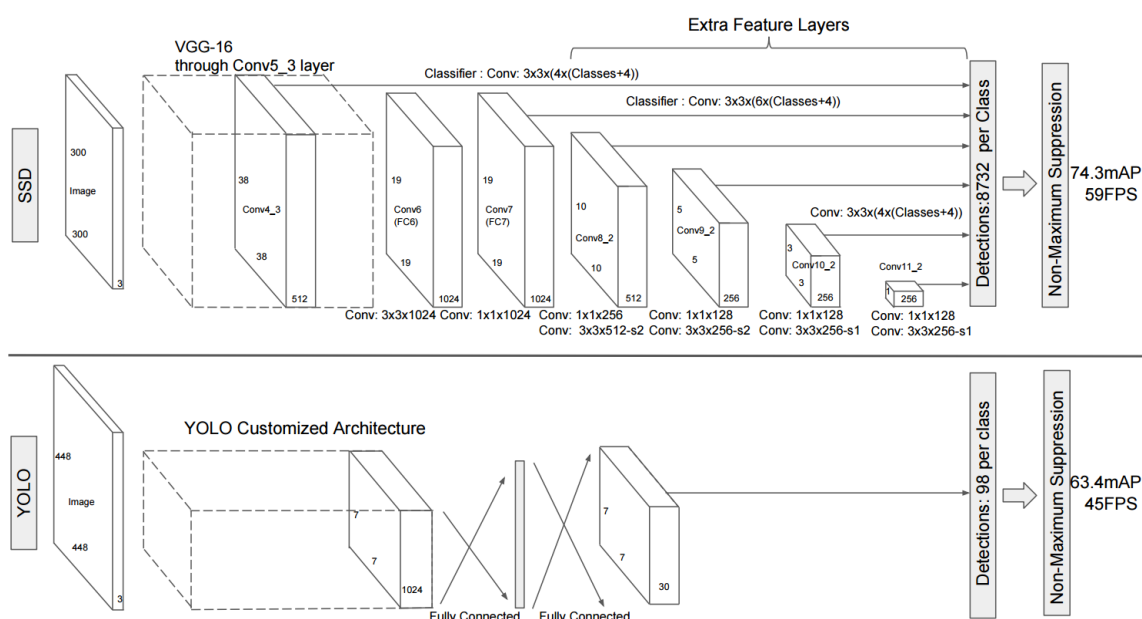 Extra Feature Layers
VGG-16
through Conv5_3 layer
Classifier : Conv: 3x3x(4x(Classes+4))
Classifier : Conv: 3x3x(6x(Classes+4))
SSD
300
Image
300
3
38
Conv4_3
38
512
19
Conv6
(FC6)
19
1024
19
Conv7
(FC7)
19
1024
10
Conv8_2
10
512
5
Conv9_2
5
256
Conv: 3x3x(4x(Classes+4))
3
Conv10_2
3
256
Conv11_2
1
256
Detections:8732 per Class
Non-Maximum Suppression
74.3mAP
59FPS
Conv: 3x3x1024
Conv: 1x1x1024
Conv: 1x1x256
Conv: 3x3x512-s2
Conv: 1x1x128
Conv: 3x3x256-s2
Conv: 1x1x128
Conv: 3x3x256-s1
Conv: 1x1x128
Conv: 3x3x256-s1
YOLO
448
Image
448
3
YOLO Customized Architecture
7
7
1024
Fully Connected
Fully Connected
7
7
30
Detections: 98 per class
Non-Maximum Suppression
63.4mAP
45FPS